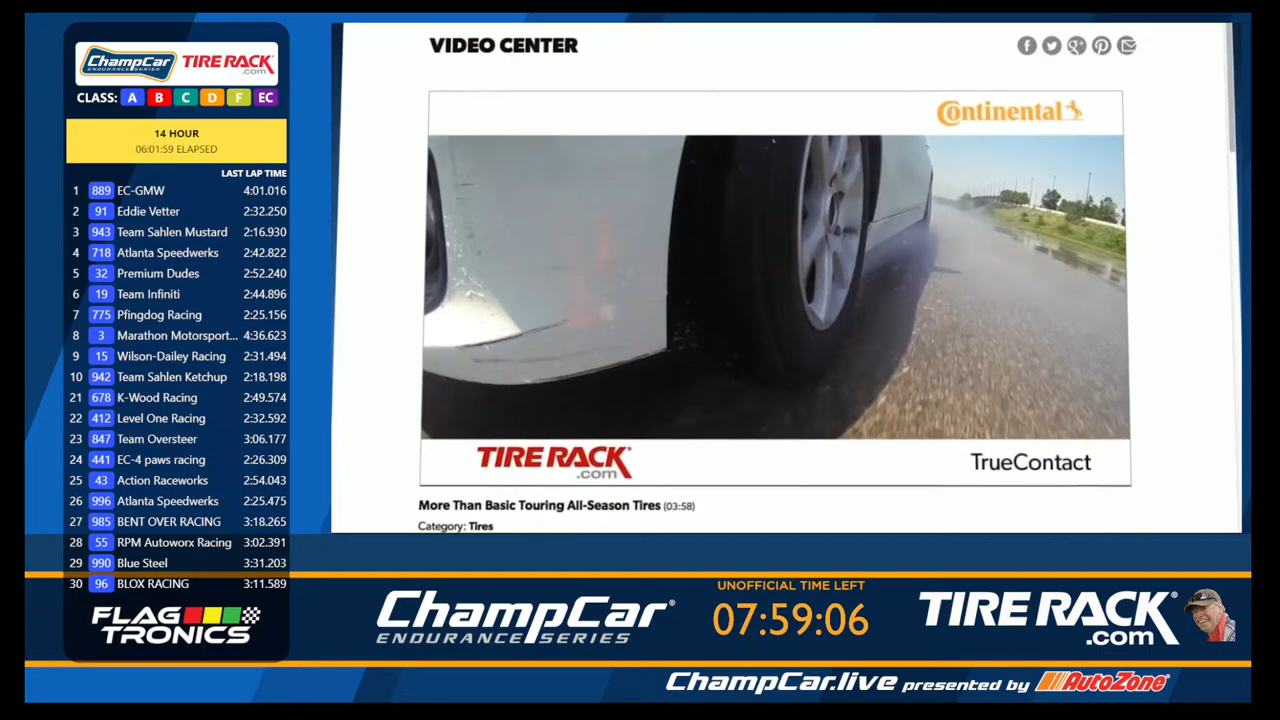 ChampCar
ENDURANCE SERIES
TIRE RACK
.com
CLASS: A B C D F EC
14 HOUR
06:01:59 ELAPSED
LAST LAP TIME
1 889 EC-GMW 4:01.016
2 91 Eddie Vetter 2:32.250
3 943 Team Sahlen Mustard 2:16.930
4 718 Atlanta Speedwerks 2:42.822
5 32 Premium Dudes 2:52.240
6 19 Team Infiniti 2:44.896
7 775 Pfingdog Racing 2:25.156
8 3 Marathon Motorsport... 4:36.623
9 15 Wilson-Dailey Racing 2:31.494
10 942 Team Sahlen Ketchup 2:18.198
21 678 K-Wood Racing 2:49.574
22 412 Level One Racing 2:32.592
23 847 Team Oversteer 3:06.177
24 441 EC-4 paws racing 2:26.309
25 43 Action Raceworks 2:54.043
26 996 Atlanta Speedwerks 2:25.475
27 985 BENT OVER RACING 3:18.265
28 55 RPM Autoworx Racing 3:02.391
29 990 Blue Steel 3:31.203
30 96 BLOX RACING 3:11.589
FLAG
TRONICS
VIDEO CENTER
Continental
TIRE RACK
.com
TrueContact
More Than Basic Touring All-Season Tires (03:58)
Category: Tires
ChampCar
ENDURANCE SERIES
UNOFFICIAL TIME LEFT
07:59:06
TIRE RACK
.com
ChampCar.live presented by AutoZone